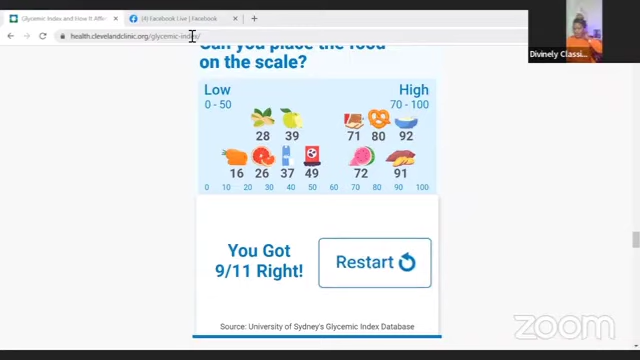 Glycemic Index and How It Affe
(4) Facebook Live | Facebook
health.clevelandclinic.org/glycemic-index/
Divinely Classi...
Can you place the food
on the scale?
Low
High
0 - 50
70 - 100
28
39
71
80
92
16
26
37
49
72
91
0 10 20 30 40 50 60 70 80 90 100
You Got
9/11 Right!
Restart
Source: University of Sydney's Glycemic Index Database
zoom